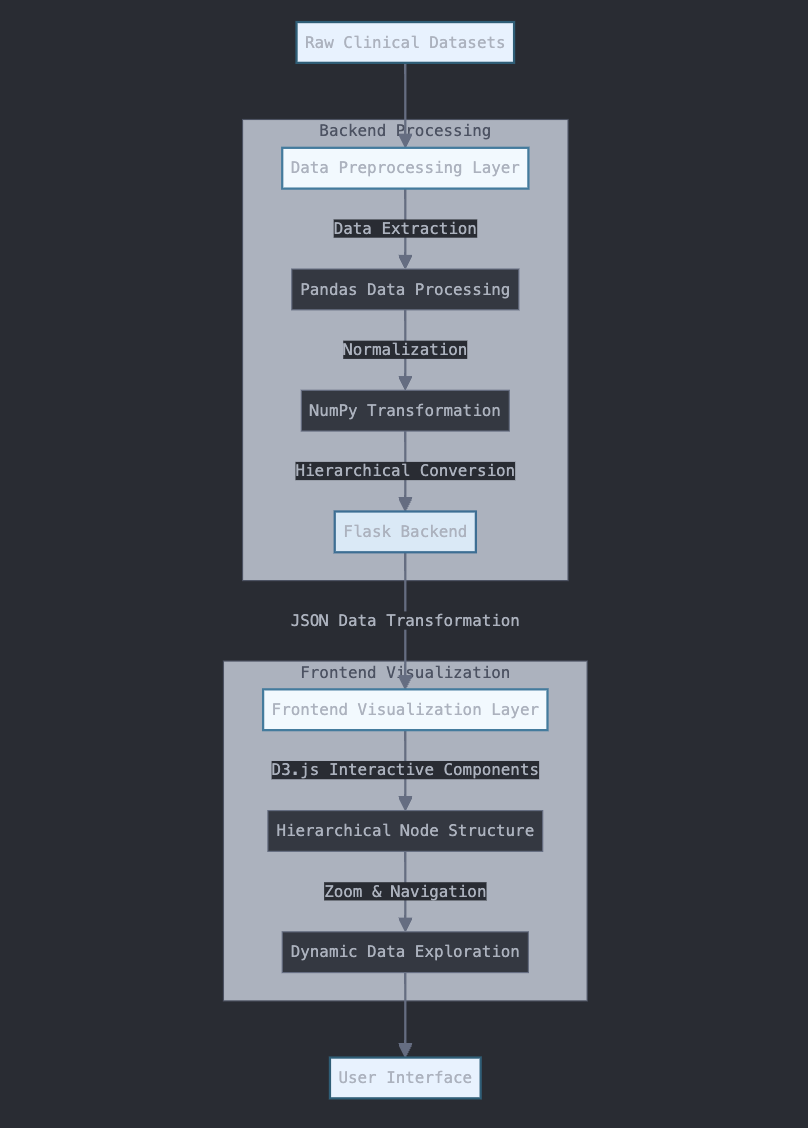 Raw Clinical Datasets
Backend Processing
Data Preprocessing Layer
Data Extraction
Pandas Data Processing
Normalization
NumPy Transformation
Hierarchical Conversion
Flask Backend
JSON Data Transformation
Frontend Visualization
Frontend Visualization Layer
D3.js Interactive Components
Hierarchical Node Structure
Zoom & Navigation
Dynamic Data Exploration
User Interface